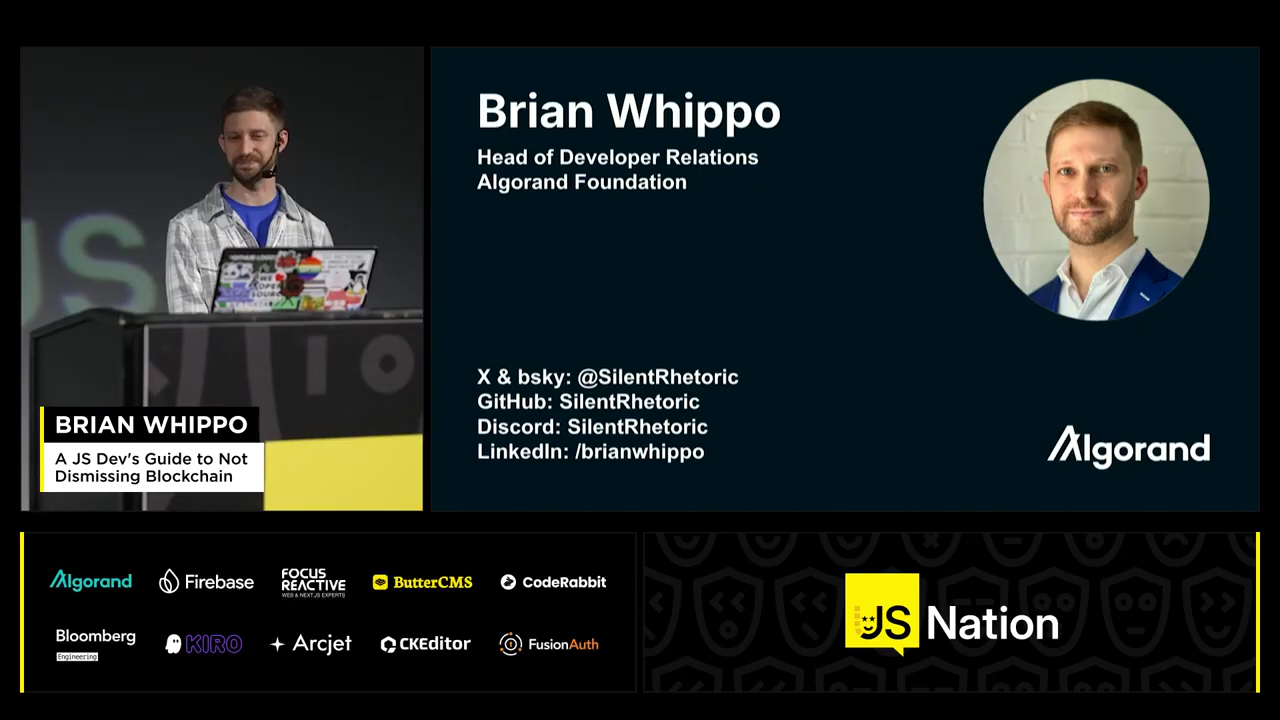 Brian Whippo
Head of Developer Relations
Algorand Foundation
X & bsky: @SilentRhetoric
GitHub: SilentRhetoric
Discord: SilentRhetoric
LinkedIn: /brianwhippo
Algorand
JS
BRIAN WHIPPO
A JS Dev's Guide to Not
Dismissing Blockchain
Algorand
Firebase
FOCUS
REACTIVE
WEB & NEXT.JS EXPERTS
ButterCMS
CodeRabbit
Bloomberg
Engineering
KIRO
Arcjet
CKEditor
FusionAuth
JS Nation